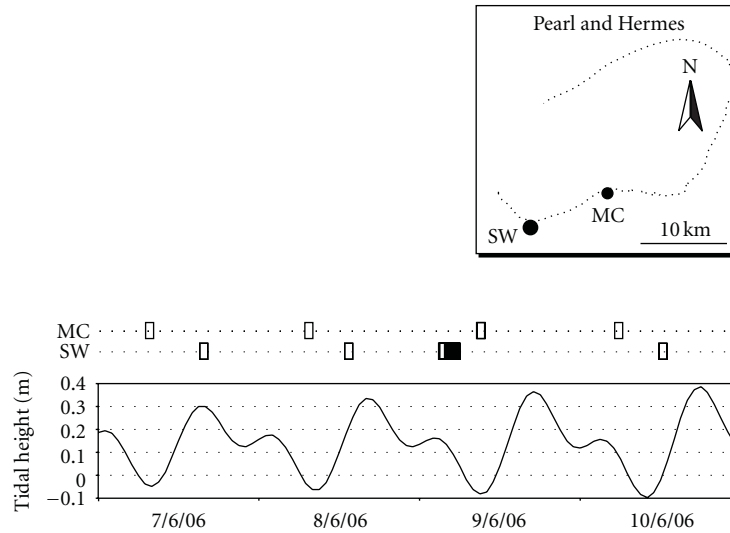 Pearl and Hermes
N
MC
SW
10 km
MC
SW
Tidal height (m)
0.4
0.3
0.2
0.1
0
−0.1
7/6/06
8/6/06
9/6/06
10/6/06